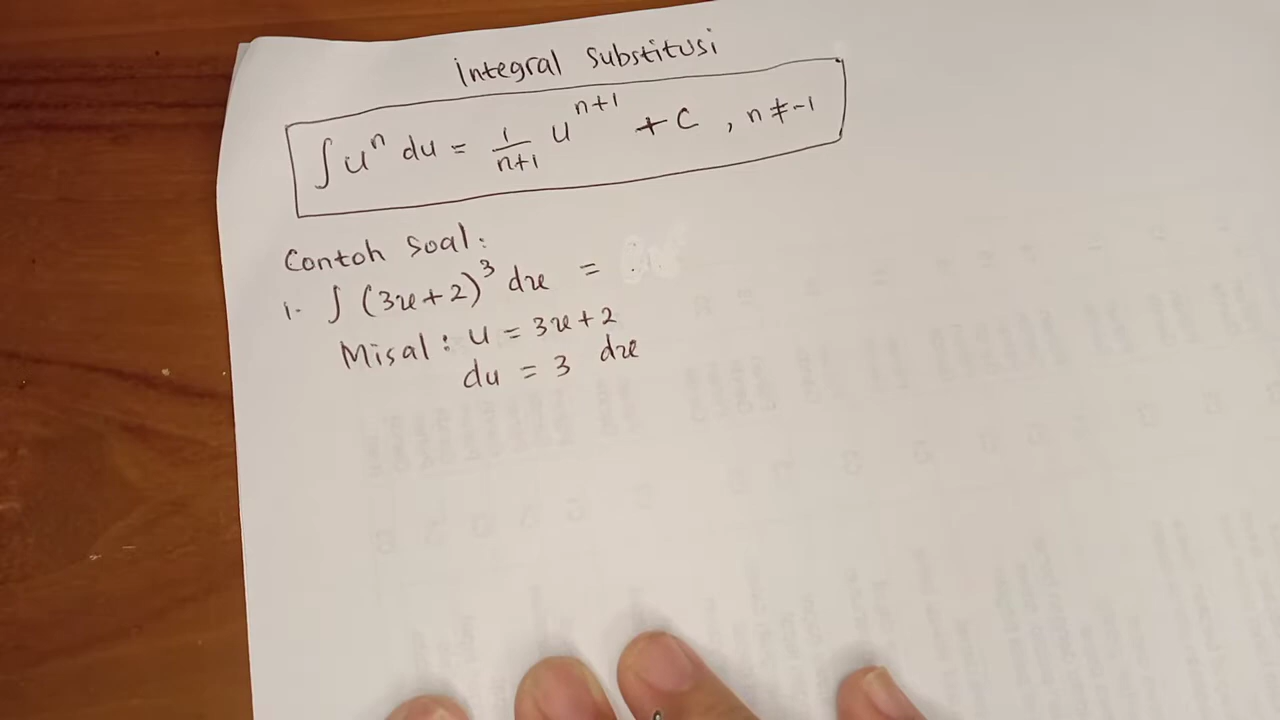 integral substitusi
∫ u^n du = 1/(n+1) u^(n+1) + C , n ≠ -1
Contoh Soal:
1. ∫ (3x+2)^3 dx =
Misal : u = 3x+2
du = 3 dx